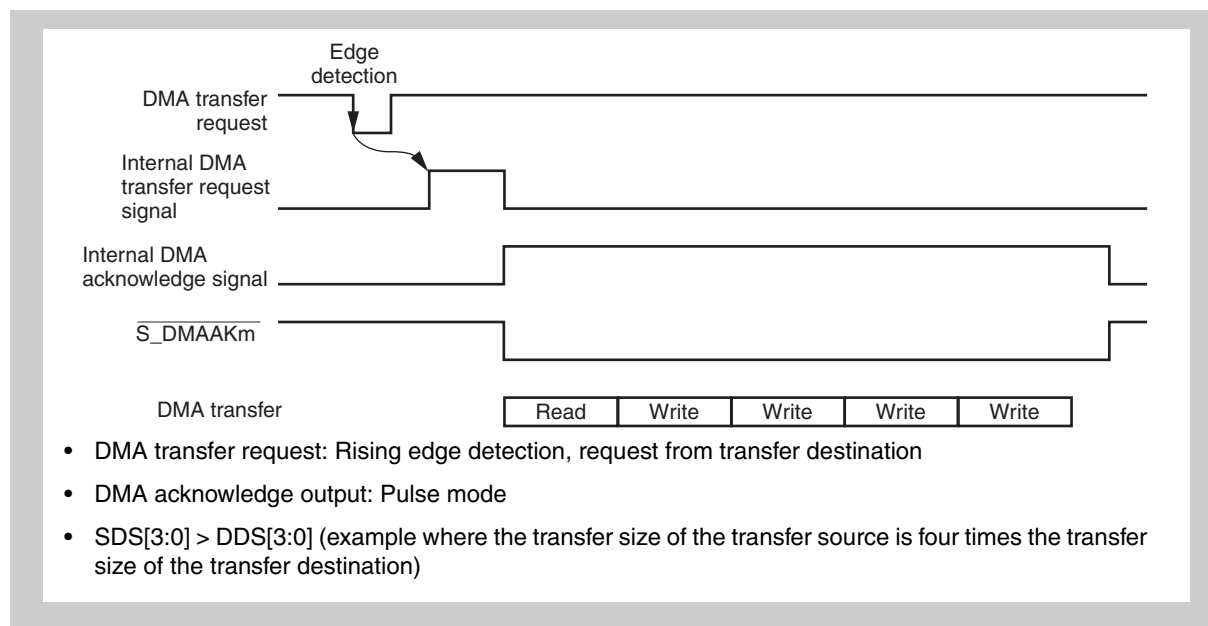 Edge
detection
DMA transfer
request
Internal DMA
transfer request
signal
Internal DMA
acknowledge signal
S_DMAAKm
DMA transfer
Read Write Write Write Write
• DMA transfer request: Rising edge detection, request from transfer destination
• DMA acknowledge output: Pulse mode
• SDS[3:0] > DDS[3:0] (example where the transfer size of the transfer source is four times the transfer
size of the transfer destination)